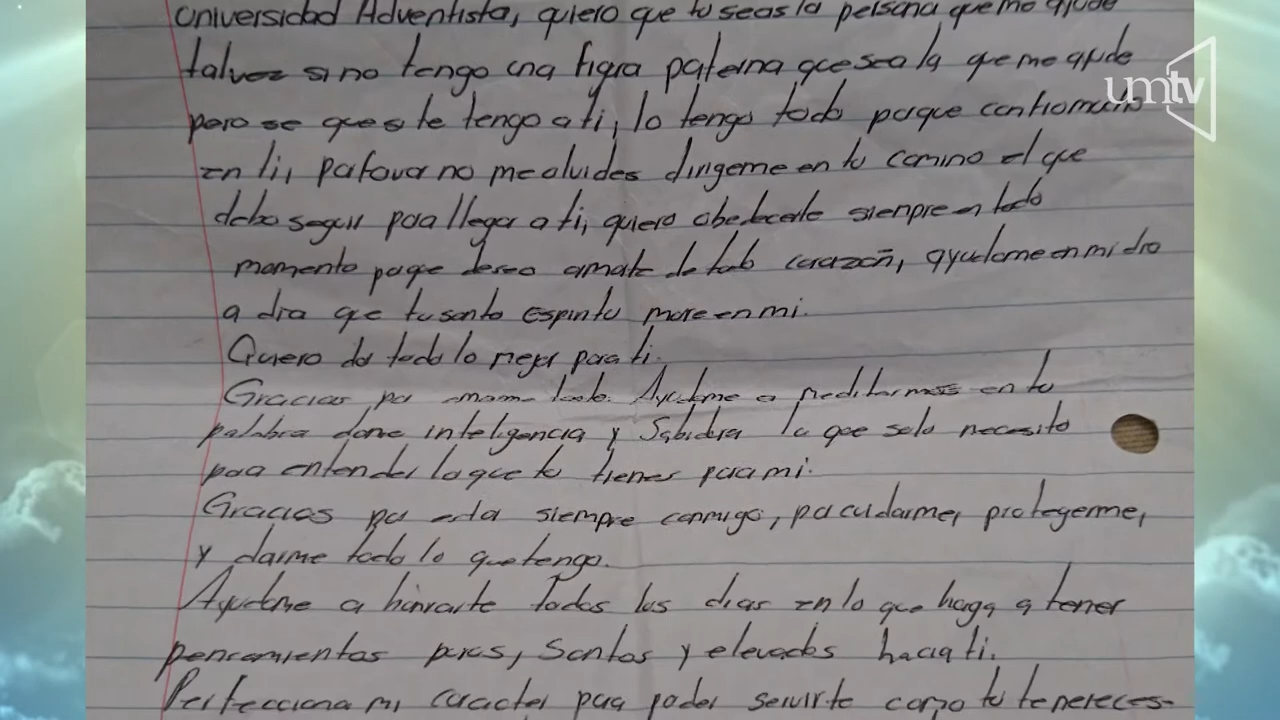 Universidad Adventista, quiero que tu seas la persona que me ayude
talvez si no tengo una figra paterna que sea la que me ayude
pero se que si te tengo a ti, lo tengo todo porque confio mucho
en ti, porfavor no me olvides dirigeme en tu camino el que
debo seguir para llegar a ti, quiero obedecerte siempre en todo
momento porque deseo amarte de todo corazoñ, ayudame en mi dia
a dia que tu santo Espiritu more en mi.
Quiero dar todo lo mejor para ti.
Gracias por mama todo. Ayudame a meditar mas en tu
palabra dame inteligencia y Sabiduria lo que solo necesito
para entender lo que tu tienes para mi.
Gracias por estar siempre conmigo, por cuidarme, protegerme,
y darme todo lo que tengo.
Ayudame a honrarte todos los dias en lo que haga a tener
pensamientos puros, Santos y elevados hacia ti.
Perfecciona mi caracter para poder servirte como tu te mereces.
umtv